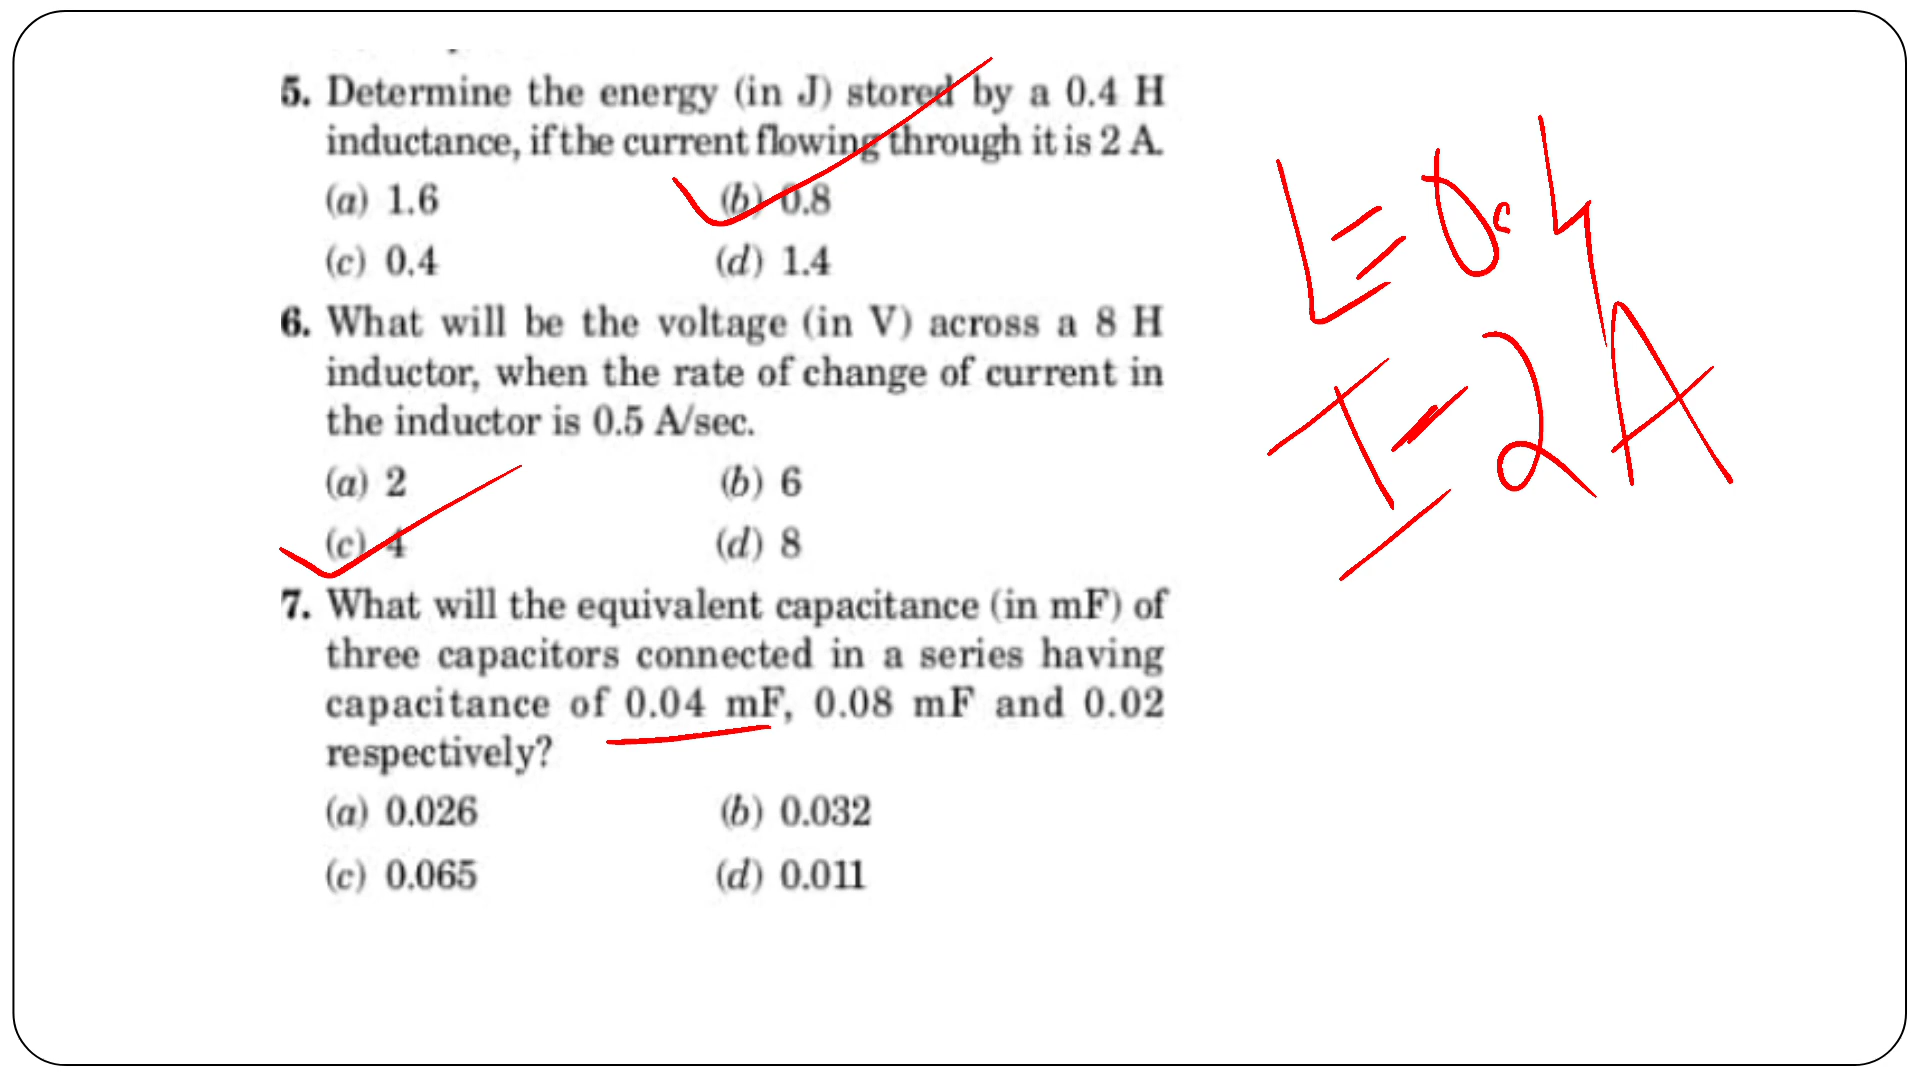 5. Determine the energy (in J) stored by a 0.4 H
inductance, if the current flowing through it is 2 A.
(a) 1.6 (b) 0.8
(c) 0.4 (d) 1.4
6. What will be the voltage (in V) across a 8 H
inductor, when the rate of change of current in
the inductor is 0.5 A/sec.
(a) 2 (b) 6
(c) 4 (d) 8
7. What will the equivalent capacitance (in mF) of
three capacitors connected in a series having
capacitance of 0.04 mF, 0.08 mF and 0.02
respectively?
(a) 0.026 (b) 0.032
(c) 0.065 (d) 0.011
L = 0.4
I = 2 A